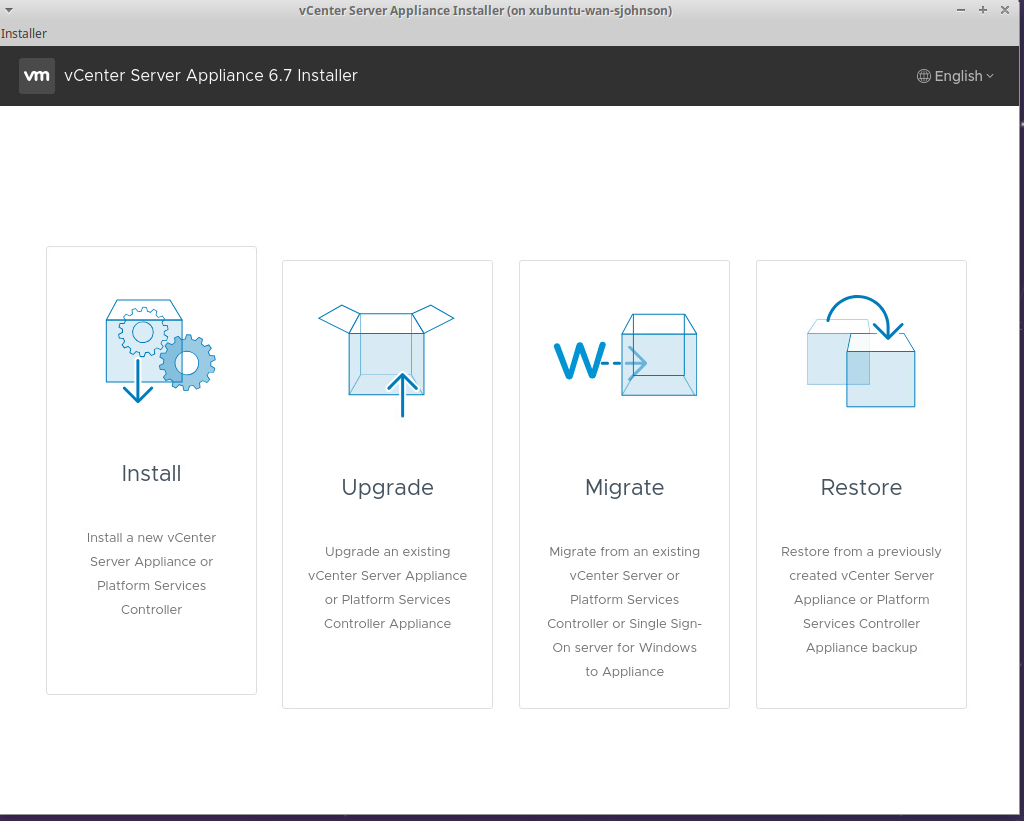 vCenter Server Appliance Installer (on xubuntu-wan-sjohnson)
Installer
vm vCenter Server Appliance 6.7 Installer
English
Install
Install a new vCenter
Server Appliance or
Platform Services
Controller
Upgrade
Upgrade an existing
vCenter Server Appliance
or Platform Services
Controller Appliance
W
Migrate
Migrate from an existing
vCenter Server or
Platform Services
Controller or Single Sign-
On server for Windows
to Appliance
Restore
Restore from a previously
created vCenter Server
Appliance or Platform
Services Controller
Appliance backup